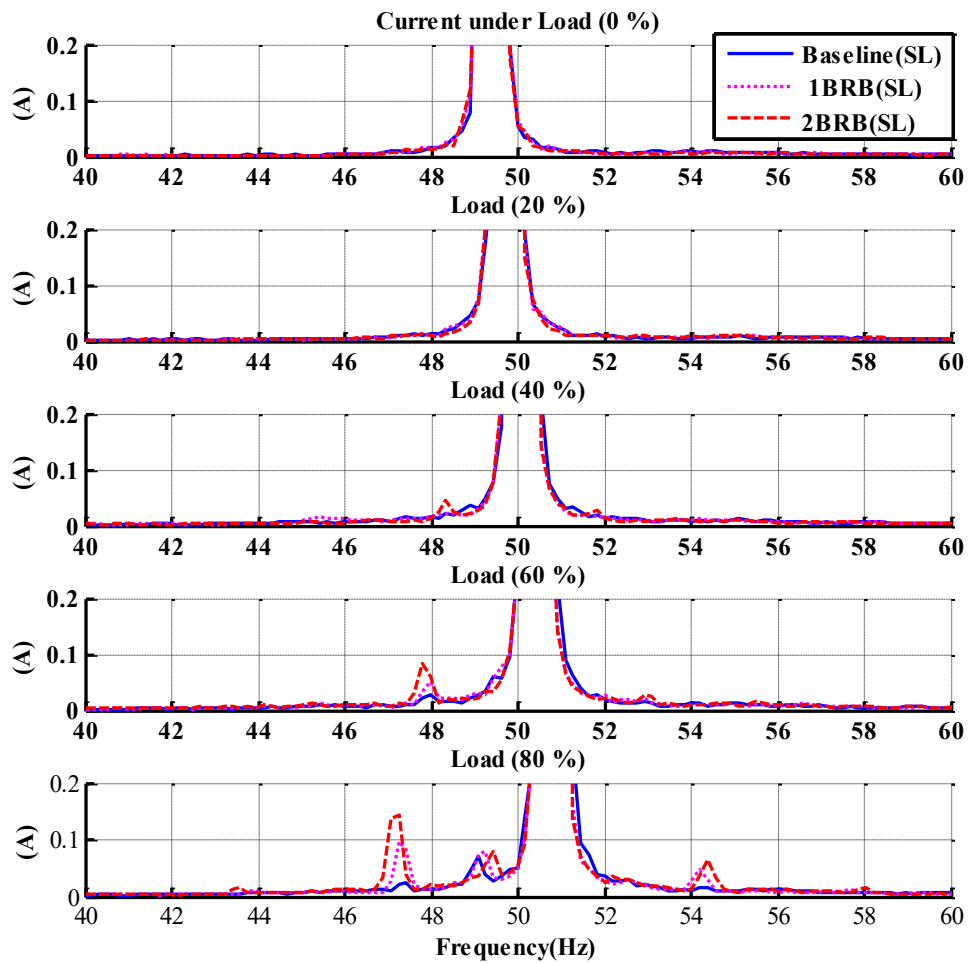 Current under Load (0 %)
Baseline(SL)
1BRB(SL)
2BRB(SL)
0.2
0.1
0
(A)
40 42 44 46 48 50 52 54 56 58 60
Load (20 %)
0.2
0.1
0
(A)
40 42 44 46 48 50 52 54 56 58 60
Load (40 %)
0.2
0.1
0
(A)
40 42 44 46 48 50 52 54 56 58 60
Load (60 %)
0.2
0.1
0
(A)
40 42 44 46 48 50 52 54 56 58 60
Load (80 %)
0.2
0.1
0
(A)
40 42 44 46 48 50 52 54 56 58 60
Frequency(Hz)